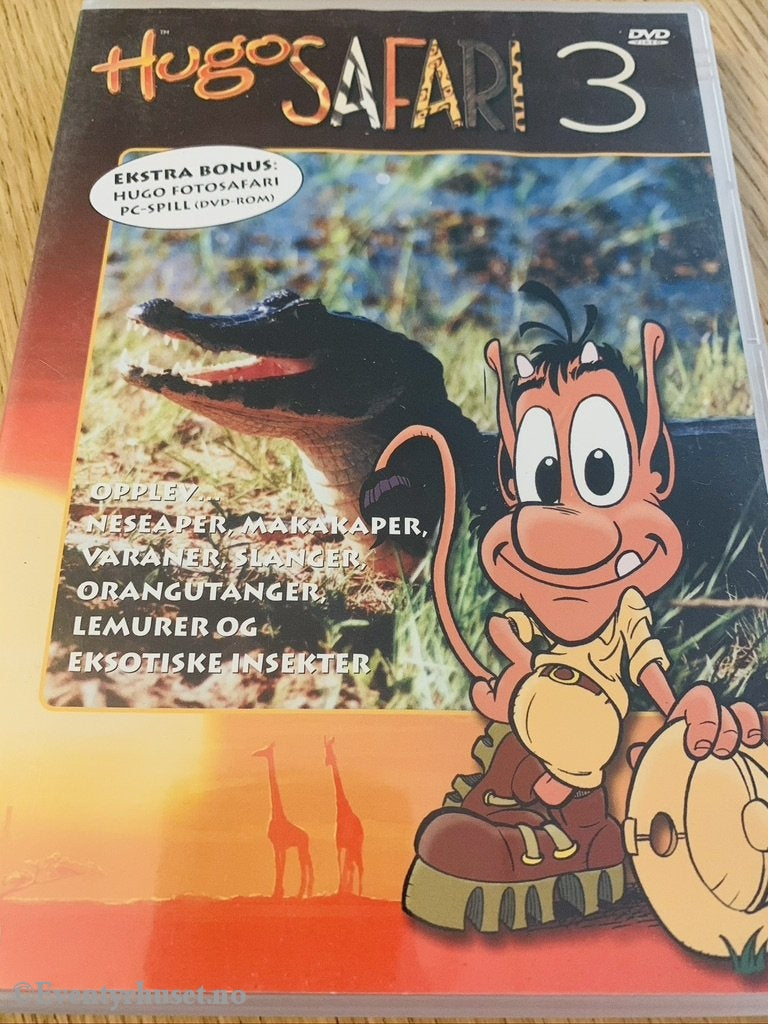 Hugo SAFARI 3
™
DVD
VIDEO
EKSTRA BONUS:
HUGO FOTOSAFARI
PC-SPILL (DVD-ROM)
OPPLEV...
NESEAPER, MAKAKAPER,
VARANER, SLANGER,
ORANGUTANGER,
LEMURER OG
EKSOTISKE INSEKTER
©Eventyrhuset.no